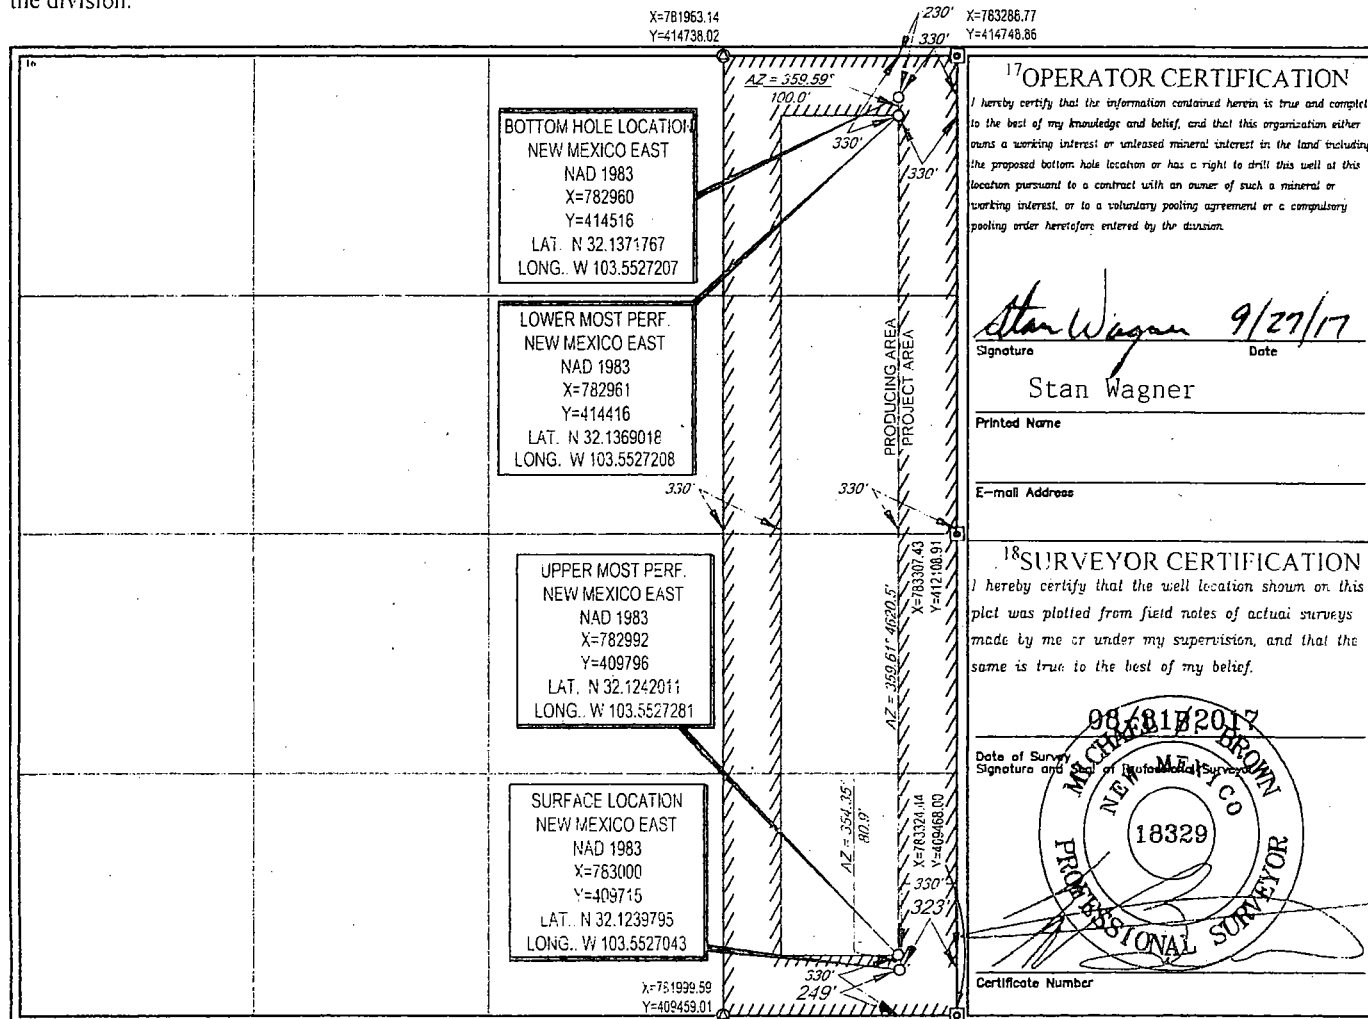 the division.
X=781963.14
Y=414738.02
230'
330'
X=783286.77
Y=414748.86
16
AZ = 359.59°
100.0'
330'
330'
BOTTOM HOLE LOCATION
NEW MEXICO EAST
NAD 1983
X=782960
Y=414516
LAT. N 32.1371767
LONG. W 103.5527207
LOWER MOST PERF.
NEW MEXICO EAST
NAD 1983
X=782961
Y=414416
LAT. N 32.1369018
LONG. W 103.5527208
PRODUCING AREA
PROJECT AREA
330'
330'
UPPER MOST PERF.
NEW MEXICO EAST
NAD 1983
X=782992
Y=409796
LAT. N 32.1242011
LONG. W 103.5527281
X=783307.43
Y=412108.91
AZ = 359.61° 4620.5'
SURFACE LOCATION
NEW MEXICO EAST
NAD 1983
X=783000
Y=409715
LAT. N 32.1239795
LONG. W 103.5527043
AZ = 354.35°
80.9'
X=783324.14
Y=409468.00
330'
323'
330'
249'
X=781999.59
Y=409459.01
17 OPERATOR CERTIFICATION
I hereby certify that the information contained herein is true and complet
to the best of my knowledge and belief, and that this organization either
owns a working interest or unleased mineral interest in the land including
the proposed bottom hole location or has a right to drill this well at this
location pursuant to a contract with an owner of such a mineral or
working interest, or to a voluntary pooling agreement or a compulsory
pooling order heretofore entered by the division
Stan Wagner 9/27/17
Signature Date
Stan Wagner
Printed Name
E-mail Address
18 SURVEYOR CERTIFICATION
I hereby certify that the well location shown on this
plat was plotted from field notes of actual surveys
made by me or under my supervision, and that the
same is true to the best of my belief.
2017
Date of Survey
Signature and Seal of Professional Surveyor
MICHAEL B. BROWN
NEW MEXICO
18329
PROFESSIONAL SURVEYOR
Certificate Number